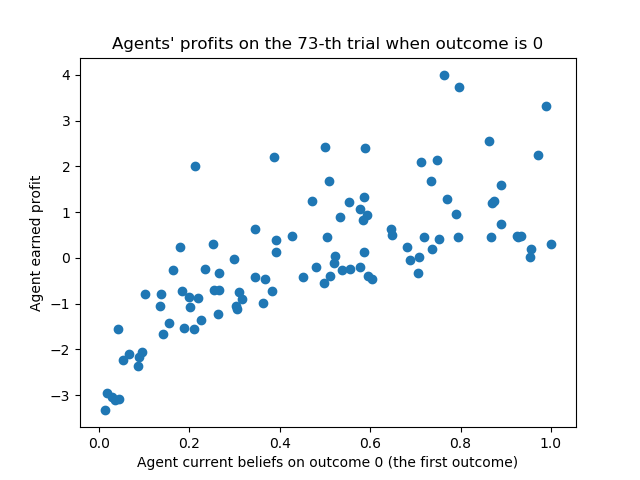 Agents' profits on the 73-th trial when outcome is 0
Agent earned profit
4
3
2
1
0
−1
−2
−3
0.0 0.2 0.4 0.6 0.8 1.0
Agent current beliefs on outcome 0 (the first outcome)